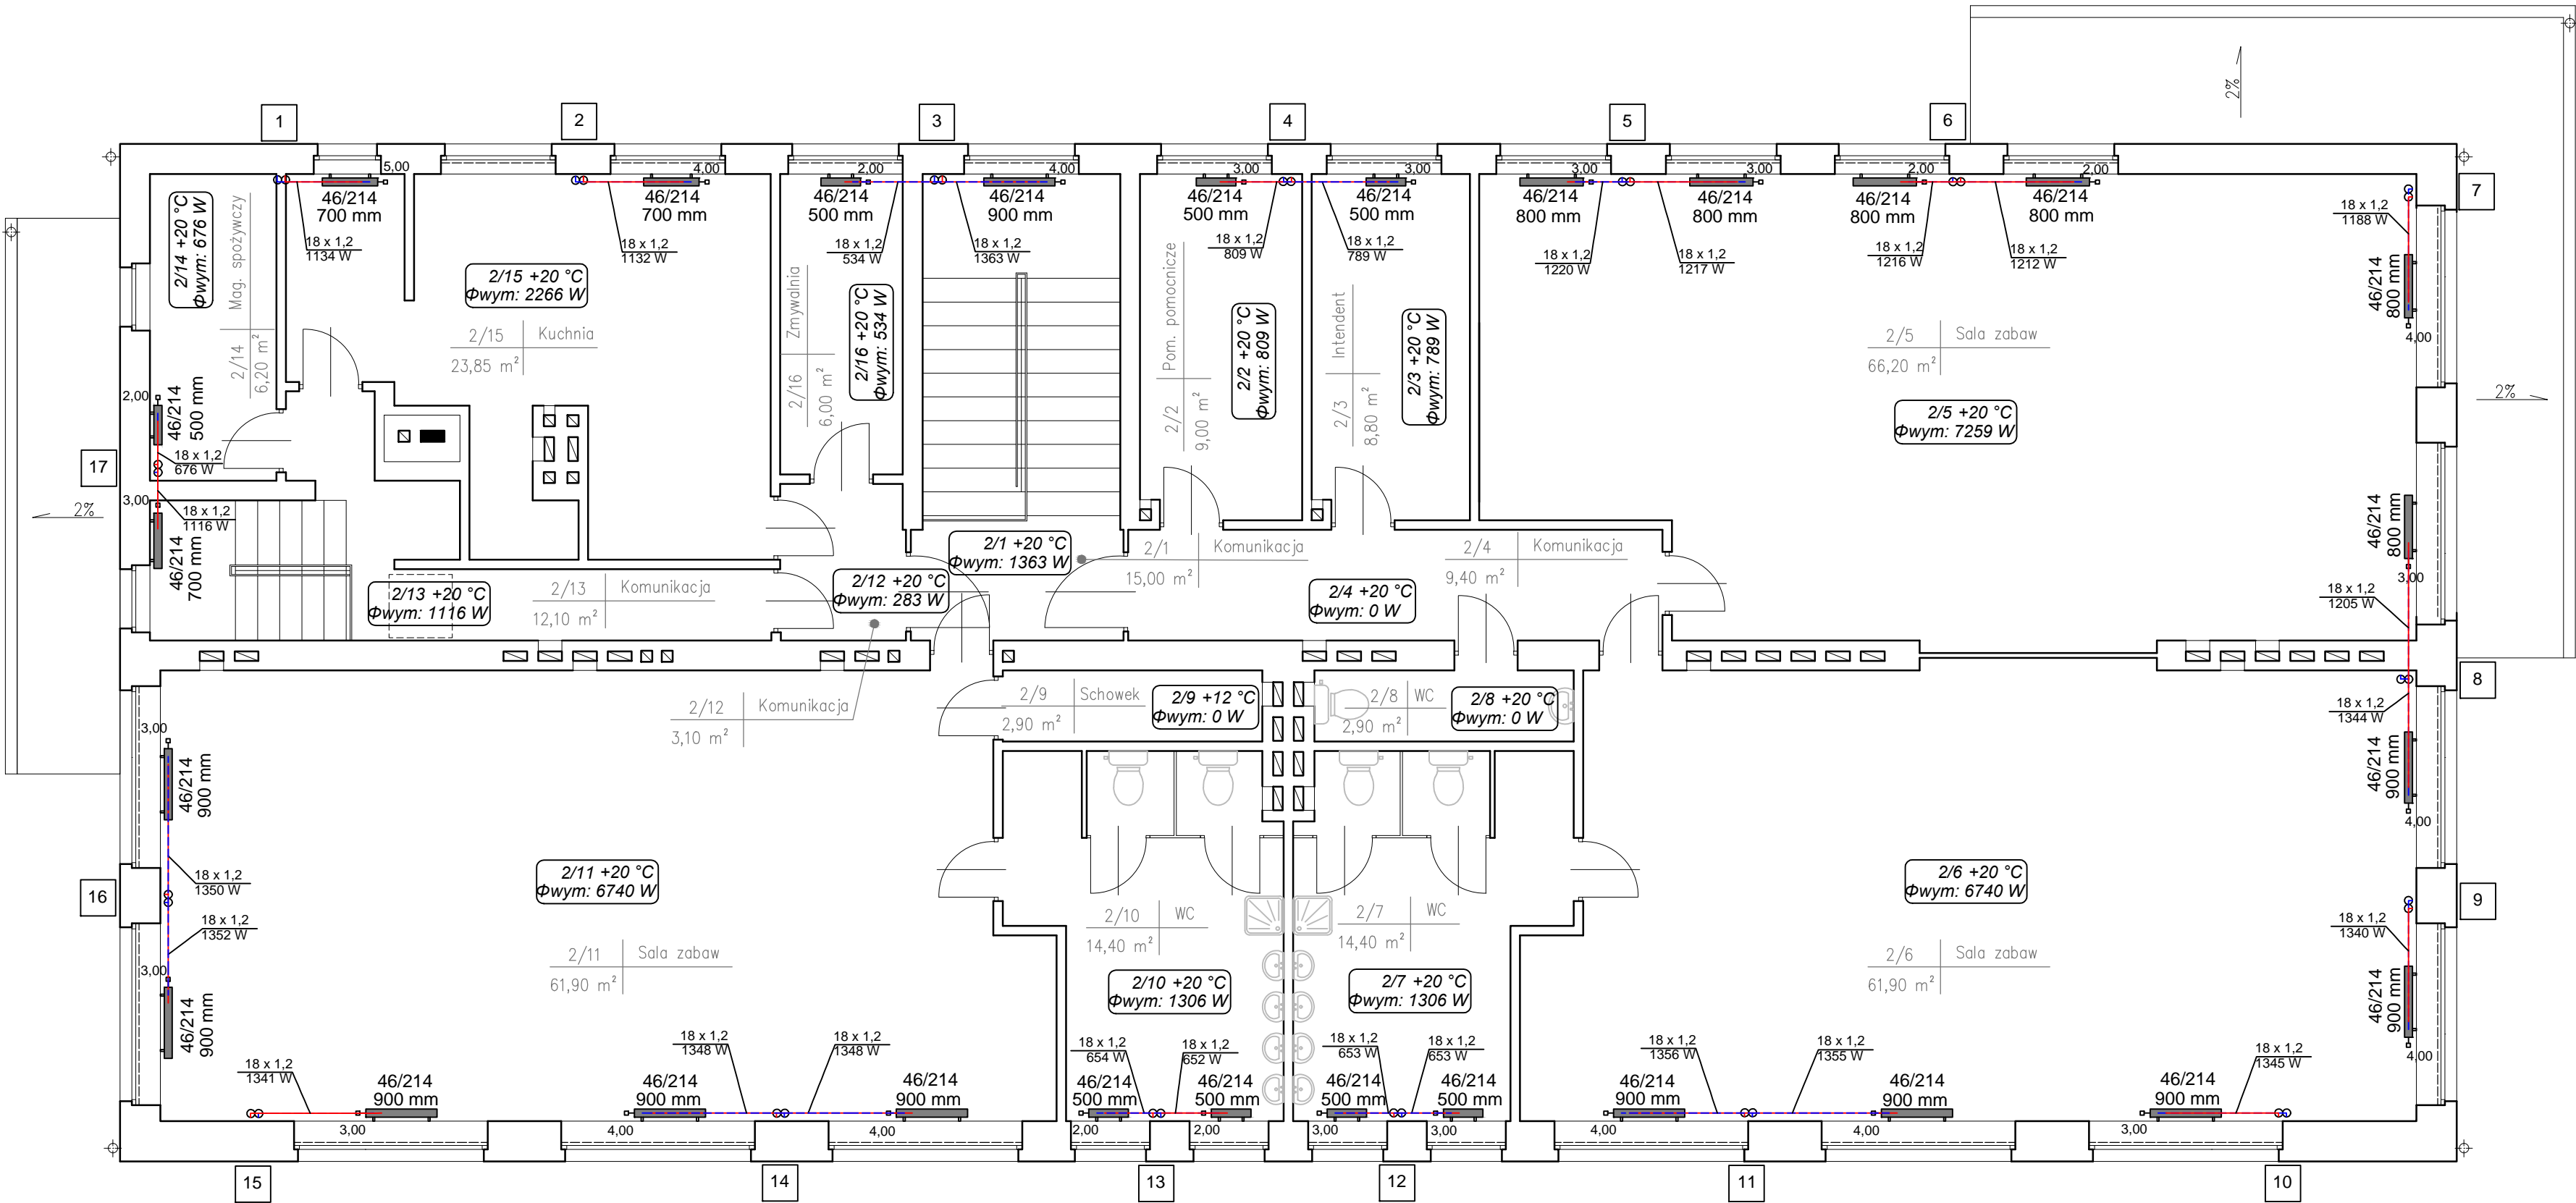 2%
1
2
3
4
5
6
5,00
4,00
2,00
4,00
3,00
3,00
3,00
3,00
2,00
2,00
7
46/214
700 mm
46/214
700 mm
46/214
500 mm
46/214
900 mm
46/214
500 mm
46/214
500 mm
46/214
800 mm
46/214
800 mm
46/214
800 mm
46/214
800 mm
18 x 1,2
1188 W
18 x 1,2
1134 W
18 x 1,2
1132 W
18 x 1,2
534 W
18 x 1,2
1363 W
18 x 1,2
809 W
18 x 1,2
789 W
18 x 1,2
1220 W
18 x 1,2
1217 W
18 x 1,2
1216 W
18 x 1,2
1212 W
2/14 +20 °C
Φwym: 676 W
Mag. spożywczy
2/14
6,20 m²
2/15 +20 °C
Φwym: 2266 W
2/15
Kuchnia
23,85 m²
Zmywalnia
2/16
6,00 m²
2/16 +20 °C
Φwym: 534 W
Pom. pomocnicze
2/2
9,00 m²
2/2 +20 °C
Φwym: 809 W
Intendent
2/3
8,80 m²
2/3 +20 °C
Φwym: 789 W
2/5
Sala zabaw
66,20 m²
2/5 +20 °C
Φwym: 7259 W
46/214
800 mm
4,00
2%
2,00
46/214
500 mm
17
18 x 1,2
676 W
3,00
2%
18 x 1,2
1116 W
46/214
700 mm
46/214
800 mm
3,00
18 x 1,2
1205 W
2/1 +20 °C
Φwym: 1363 W
2/1
Komunikacja
15,00 m²
2/4
Komunikacja
9,40 m²
2/4 +20 °C
Φwym: 0 W
2/13 +20 °C
Φwym: 1116 W
2/13
Komunikacja
12,10 m²
2/12 +20 °C
Φwym: 283 W
2/12
Komunikacja
3,10 m²
2/9
Schowek
2,90 m²
2/9 +12 °C
Φwym: 0 W
2/8
WC
2,90 m²
2/8 +20 °C
Φwym: 0 W
8
18 x 1,2
1344 W
3,00
46/214
900 mm
46/214
900 mm
4,00
18 x 1,2
1350 W
16
18 x 1,2
1352 W
2/11 +20 °C
Φwym: 6740 W
2/11
Sala zabaw
61,90 m²
2/10
WC
14,40 m²
2/10 +20 °C
Φwym: 1306 W
2/7
WC
14,40 m²
2/7 +20 °C
Φwym: 1306 W
2/6 +20 °C
Φwym: 6740 W
2/6
Sala zabaw
61,90 m²
9
18 x 1,2
1340 W
3,00
46/214
900 mm
46/214
900 mm
4,00
18 x 1,2
1341 W
18 x 1,2
1348 W
18 x 1,2
1348 W
18 x 1,2
654 W
18 x 1,2
652 W
18 x 1,2
653 W
18 x 1,2
653 W
18 x 1,2
1356 W
18 x 1,2
1355 W
18 x 1,2
1345 W
46/214
900 mm
46/214
900 mm
46/214
900 mm
46/214
500 mm
46/214
500 mm
46/214
500 mm
46/214
500 mm
46/214
900 mm
46/214
900 mm
46/214
900 mm
3,00
4,00
4,00
2,00
2,00
3,00
3,00
4,00
4,00
3,00
15
14
13
12
11
10